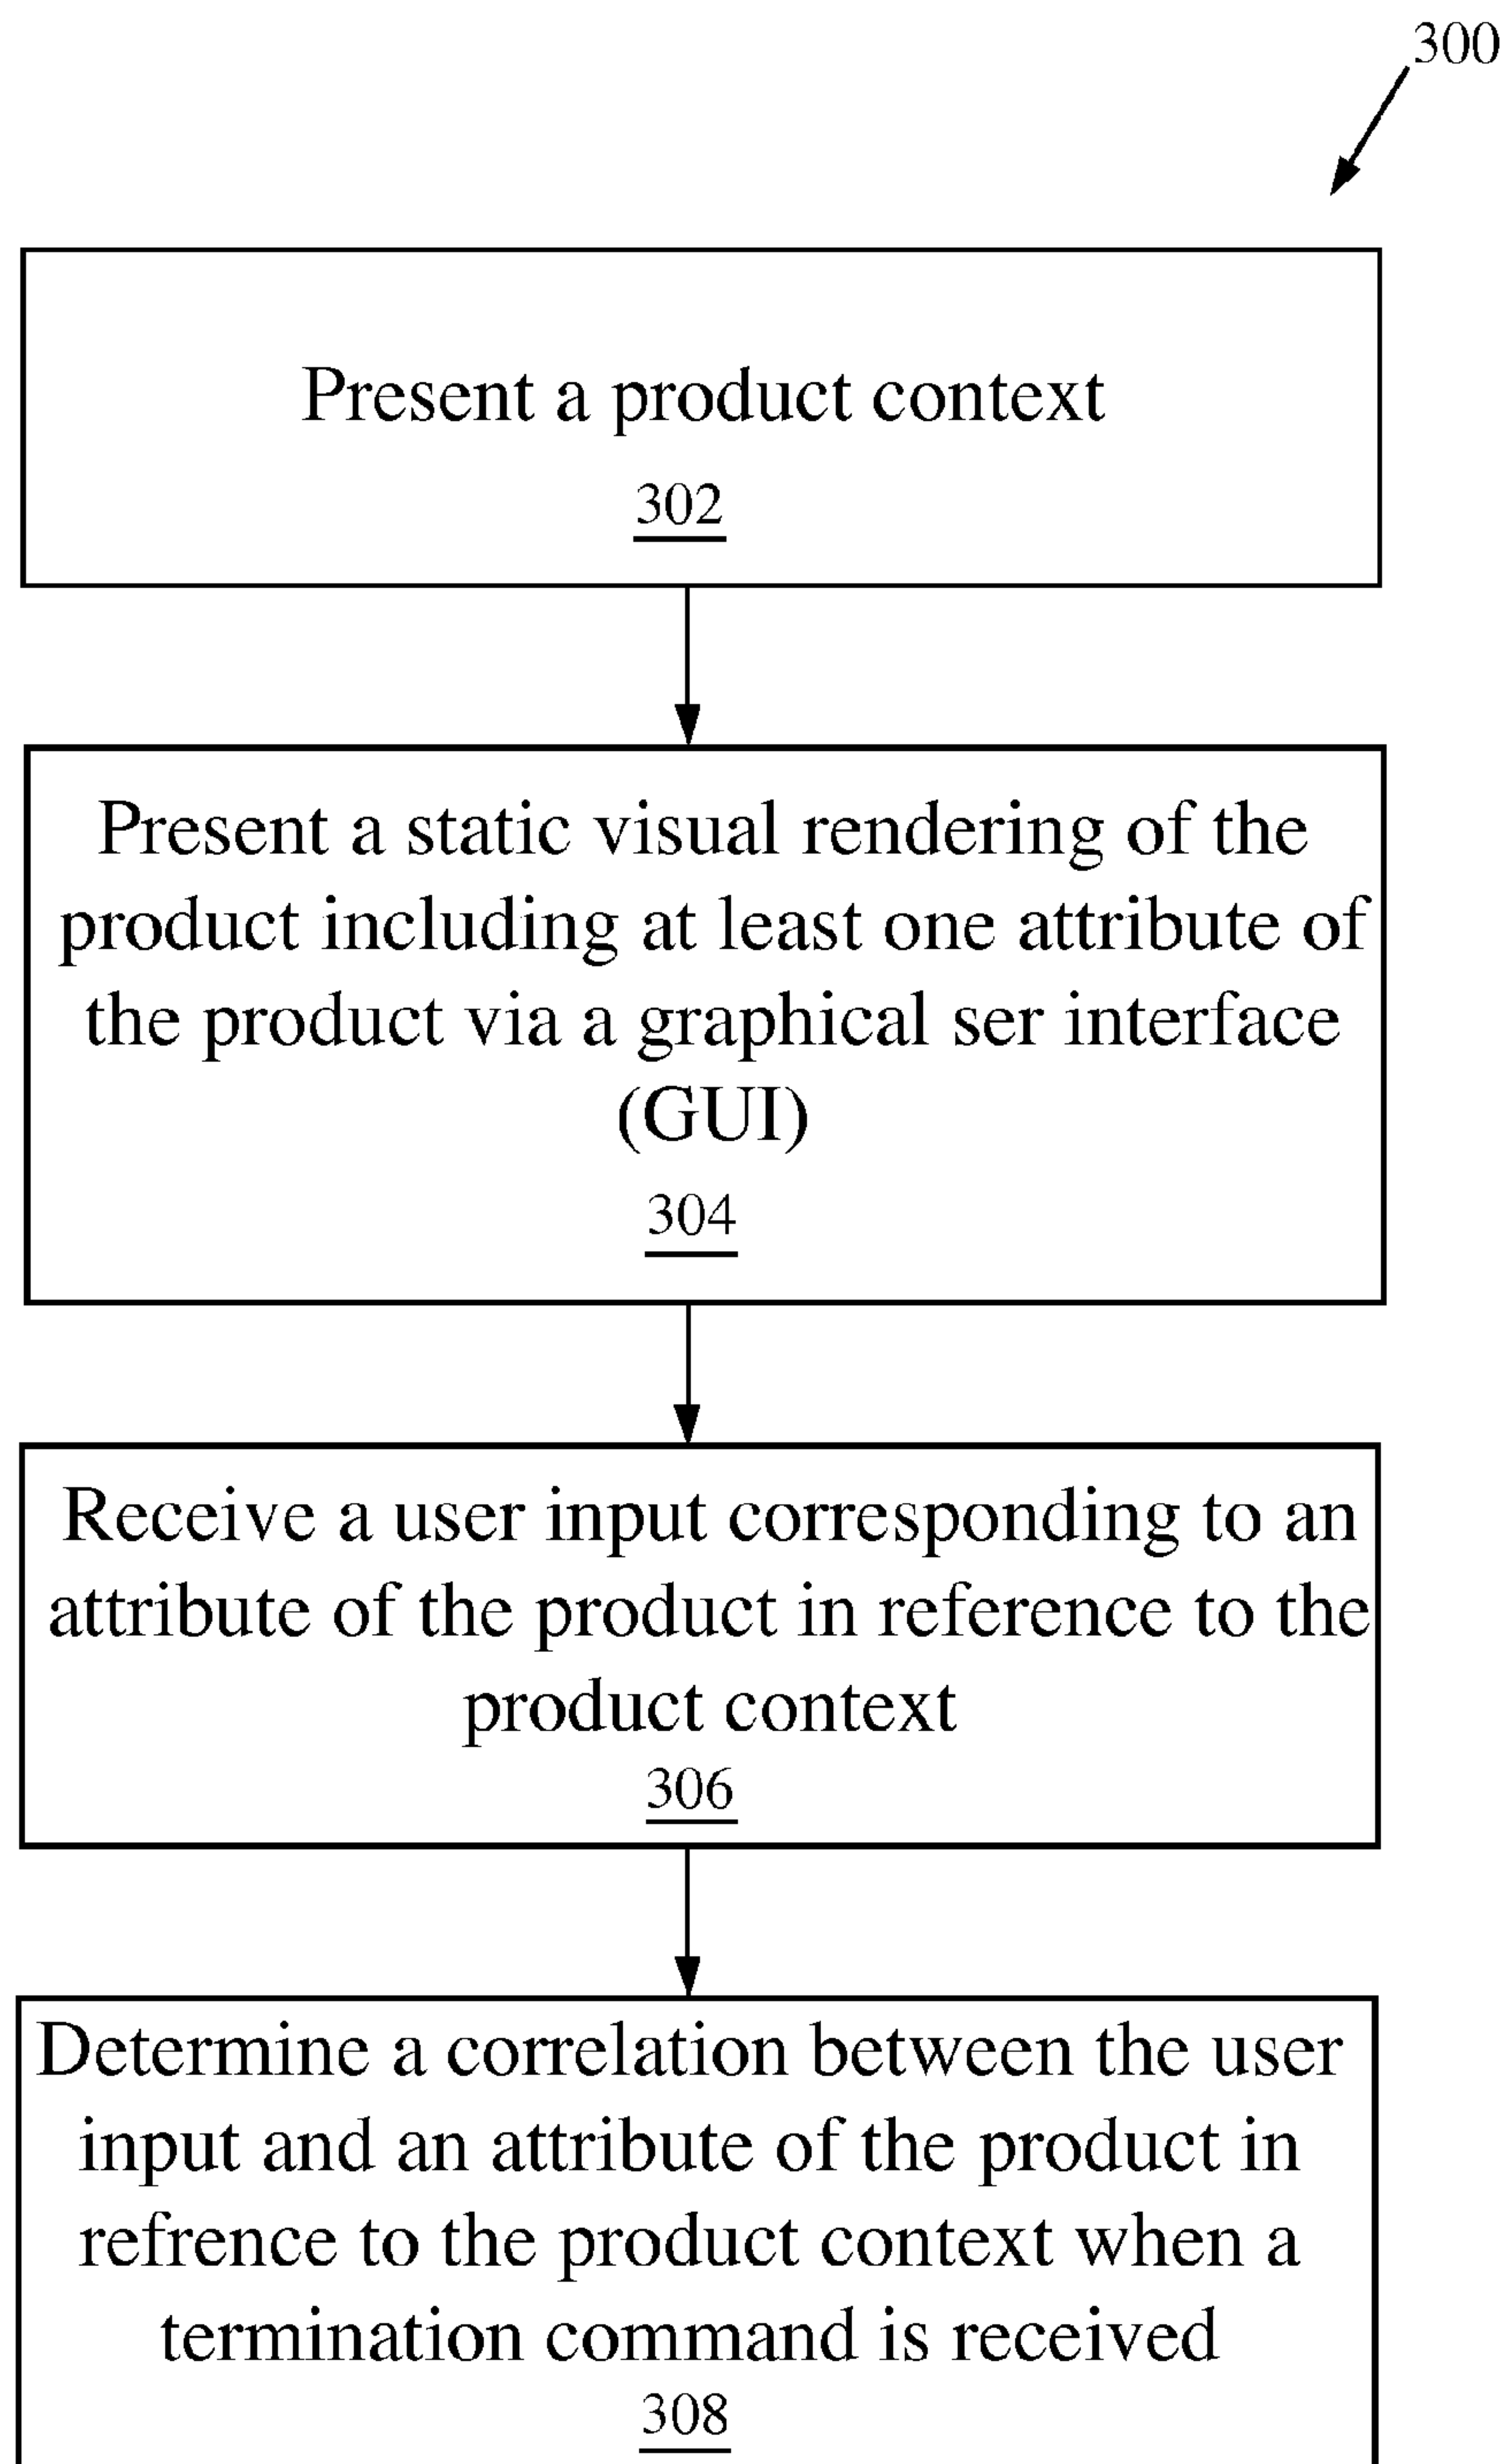 300
Present a product context
302
Present a static visual rendering of the
product including at least one attribute of
the product via a graphical ser interface
(GUI)
304
Receive a user input corresponding to an
attribute of the product in reference to the
product context
306
Determine a correlation between the user
input and an attribute of the product in
refrence to the product context when a
termination command is received
308